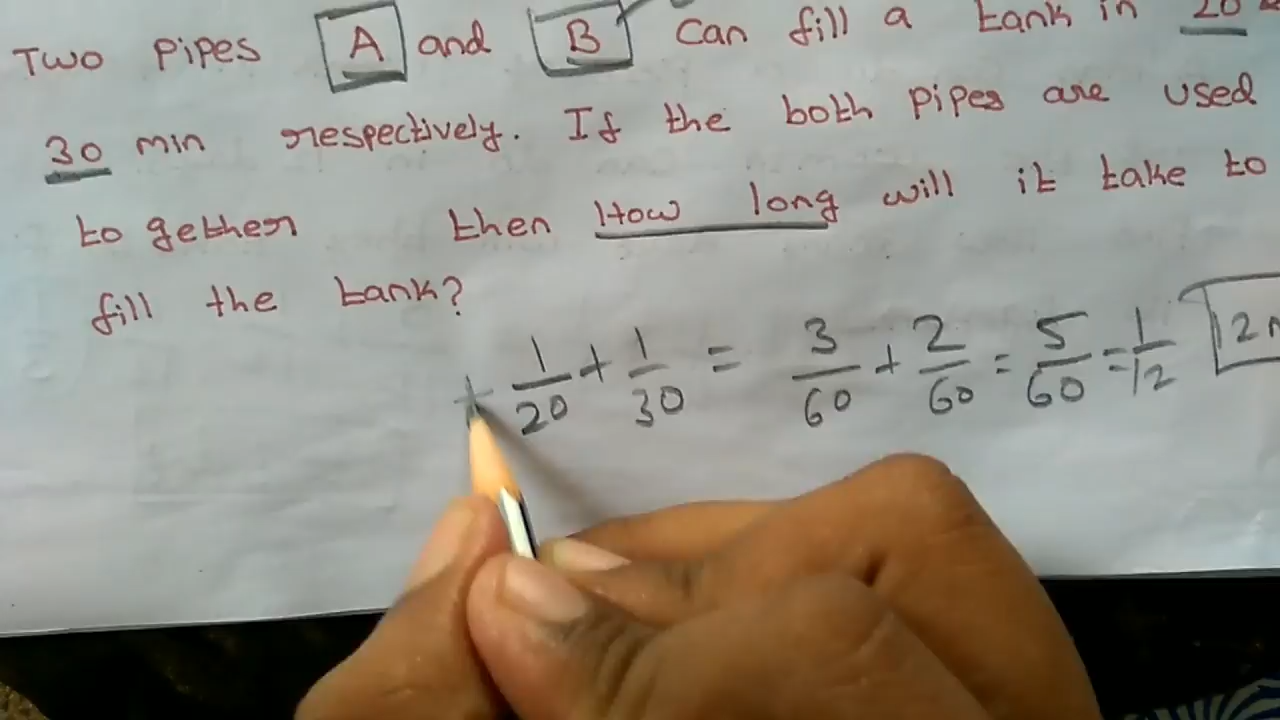 Two pipes A and B can fill a tank in 20
30 min respectively. If the both pipes are used
to gether then How long will it take to
fill the tank?
+ 1/20 + 1/30 = 3/60 + 2/60 = 5/60 = 1/12 12